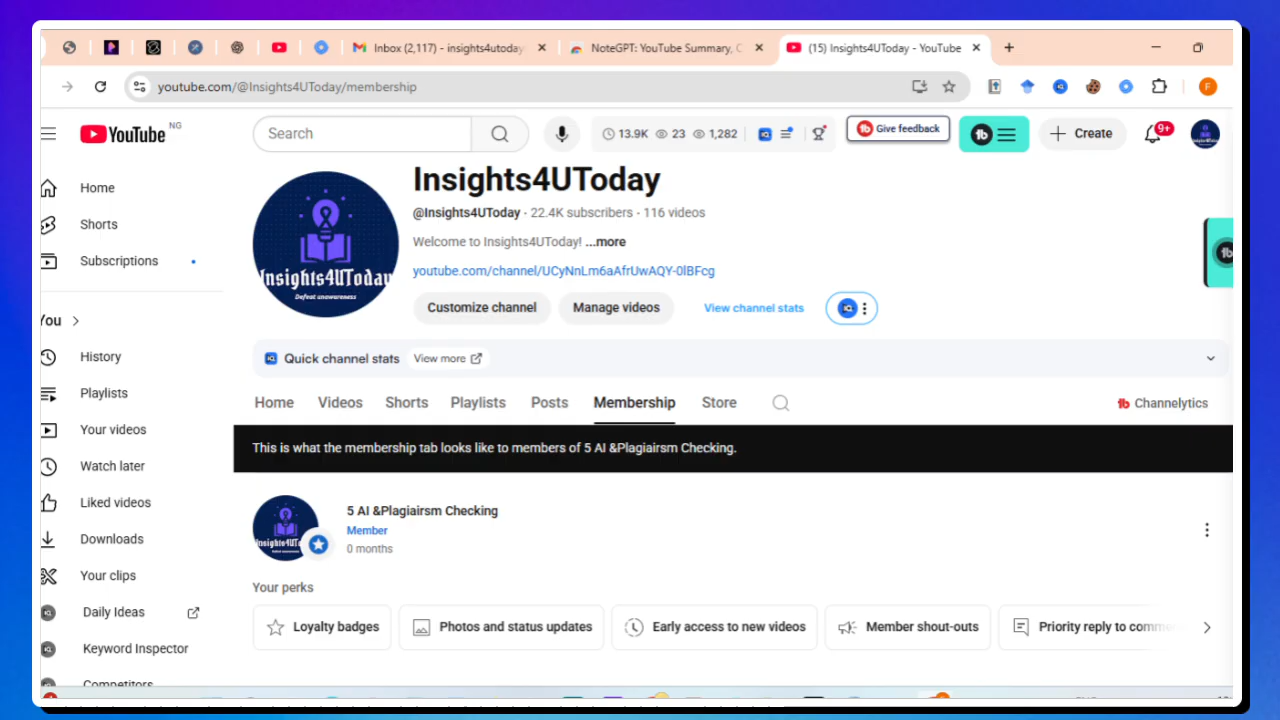 Inbox (2,117) - insights4utoday
NoteGPT: YouTube Summary, C
(15) Insights4UToday - YouTube
youtube.com/@Insights4UToday/membership
YouTube NG
Search
13.9K 23 1,282
Give feedback
Create
9+
Home
Shorts
Subscriptions
You
History
Playlists
Your videos
Watch later
Liked videos
Downloads
Your clips
Daily Ideas
Keyword Inspector
Competitors
Insights4UToday
Defeat unawareness
Insights4UToday
@Insights4UToday · 22.4K subscribers · 116 videos
Welcome to Insights4UToday! ...more
youtube.com/channel/UCyNnLm6aAfrUwAQY-0lBFcg
Customize channel
Manage videos
View channel stats
Quick channel stats
View more
Home
Videos
Shorts
Playlists
Posts
Membership
Store
Channelytics
This is what the membership tab looks like to members of 5 AI &Plagiairsm Checking.
5 AI &Plagiairsm Checking
Member
0 months
Your perks
Loyalty badges
Photos and status updates
Early access to new videos
Member shout-outs
Priority reply to comme